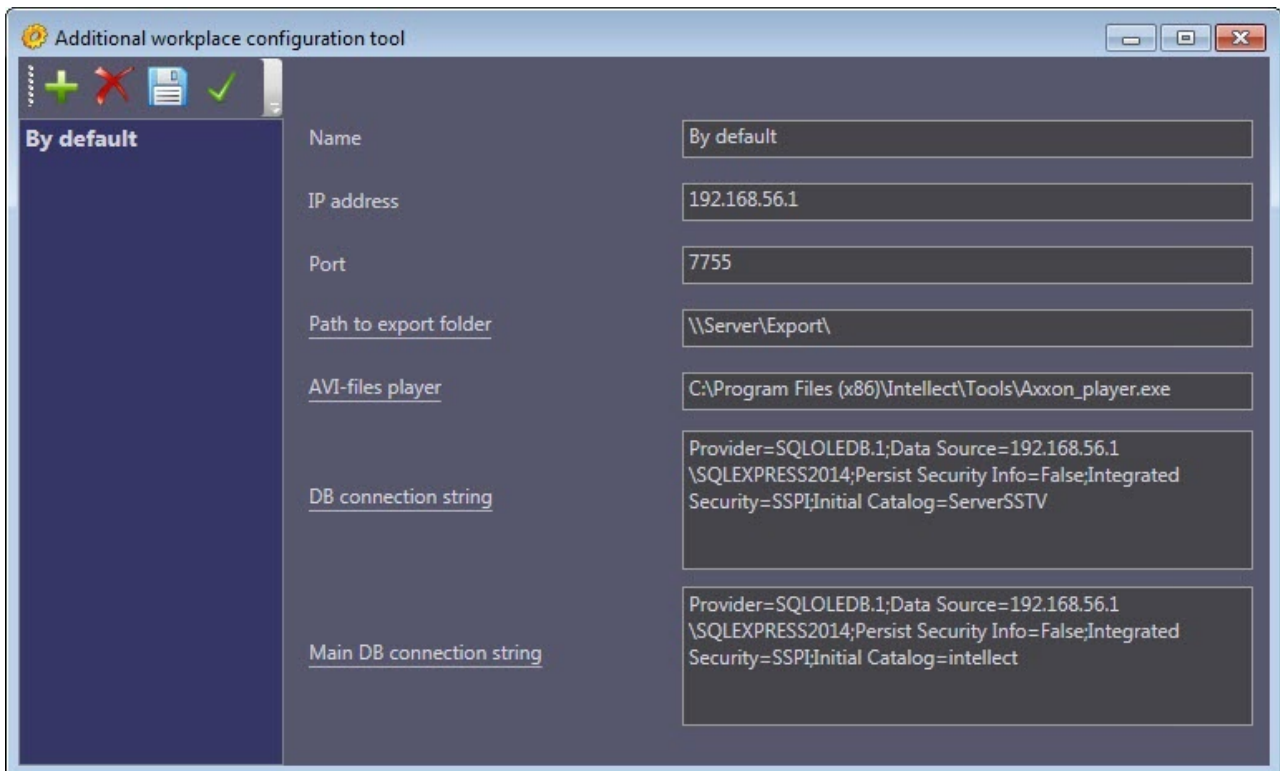 Additional workplace configuration tool
By default
Name
By default
IP address
192.168.56.1
Port
7755
Path to export folder
\\Server\Export\
AVI-files player
C:\Program Files (x86)\Intellect\Tools\Axxon_player.exe
DB connection string
Provider=SQLOLEDB.1;Data Source=192.168.56.1
\SQLEXPRESS2014;Persist Security Info=False;Integrated
Security=SSPI;Initial Catalog=ServerSSTV
Main DB connection string
Provider=SQLOLEDB.1;Data Source=192.168.56.1
\SQLEXPRESS2014;Persist Security Info=False;Integrated
Security=SSPI;Initial Catalog=intellect